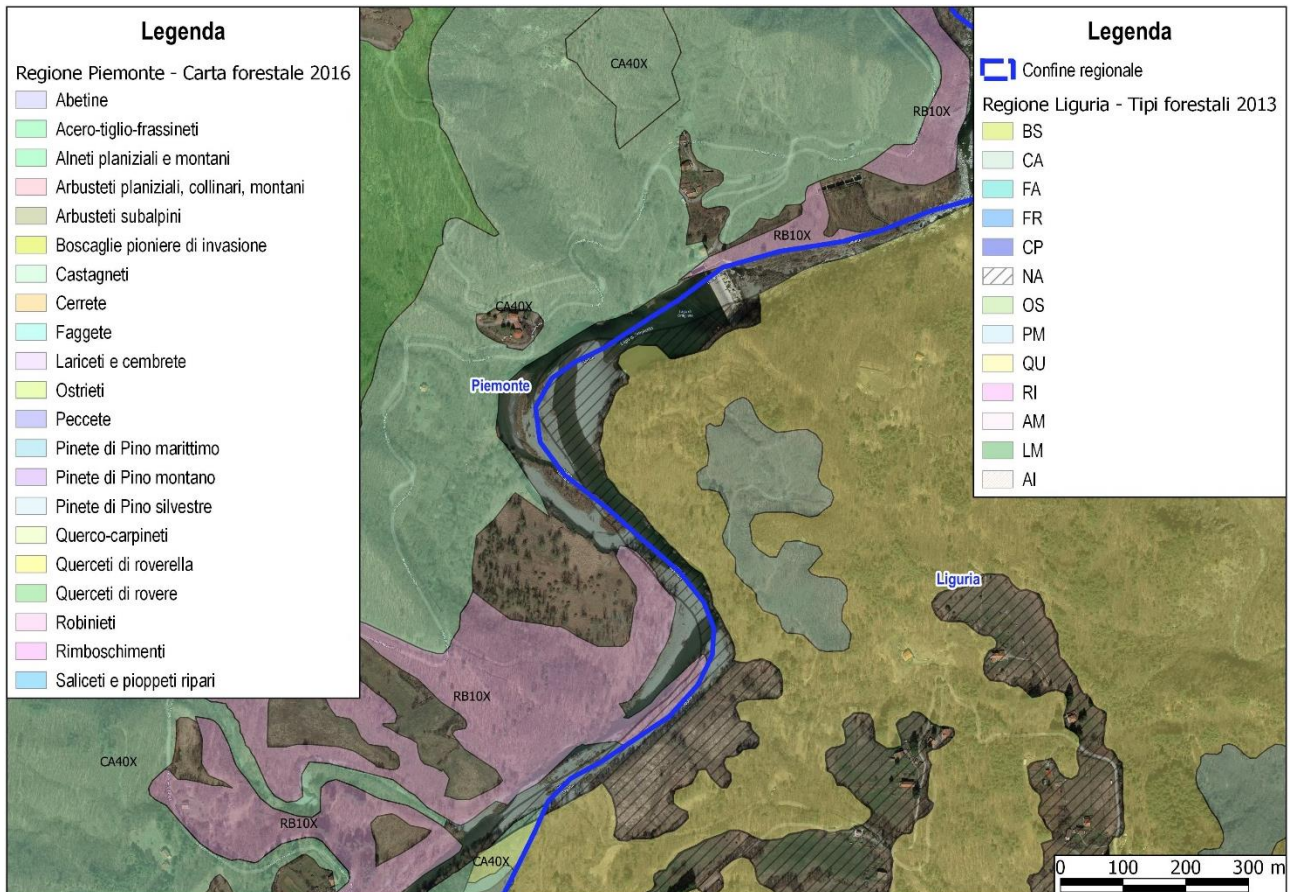 Legenda
Regione Piemonte - Carta forestale 2016
Abetine
Acero-tiglio-frassineti
Alneti planiziali e montani
Arbusteti planiziali, collinari, montani
Arbusteti subalpini
Boscaglie pioniere di invasione
Castagneti
Cerrete
Faggete
Lariceti e cembrete
Ostrieti
Peccete
Pinete di Pino marittimo
Pinete di Pino montano
Pinete di Pino silvestre
Querco-carpineti
Querceti di roverella
Querceti di rovere
Robinieti
Rimboschimenti
Saliceti e pioppeti ripari
Legenda
Confine regionale
Regione Liguria - Tipi forestali 2013
BS
CA
FA
FR
CP
NA
OS
PM
QU
RI
AM
LM
AI
CA40X
RB10X
RB10X
CA40X
Piemonte
Liguria
RB10X
CA40X
RB10X
CA40X
0 100 200 300 m